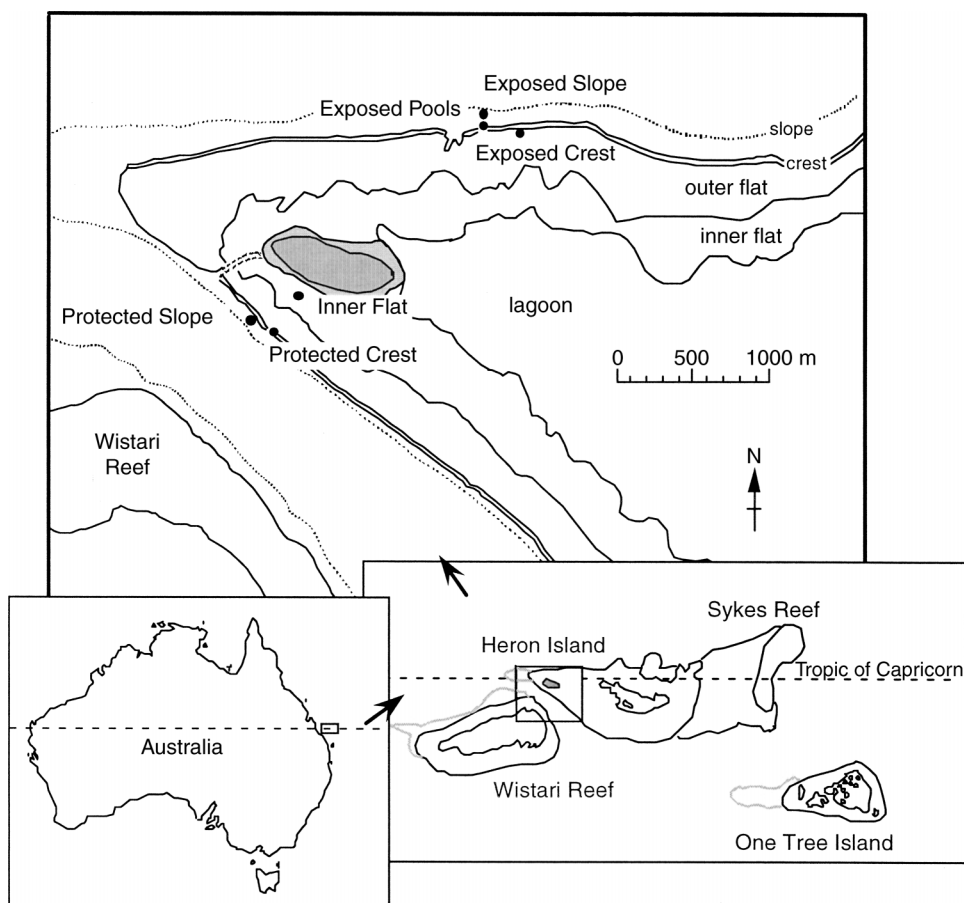 Exposed Slope
Exposed Pools
slope
Exposed Crest
crest
outer flat
inner flat
Inner Flat
lagoon
Protected Slope
Protected Crest
0 500 1000 m
Wistari
Reef
N
Sykes Reef
Heron Island
Tropic of Capricorn
Australia
Wistari Reef
One Tree Island